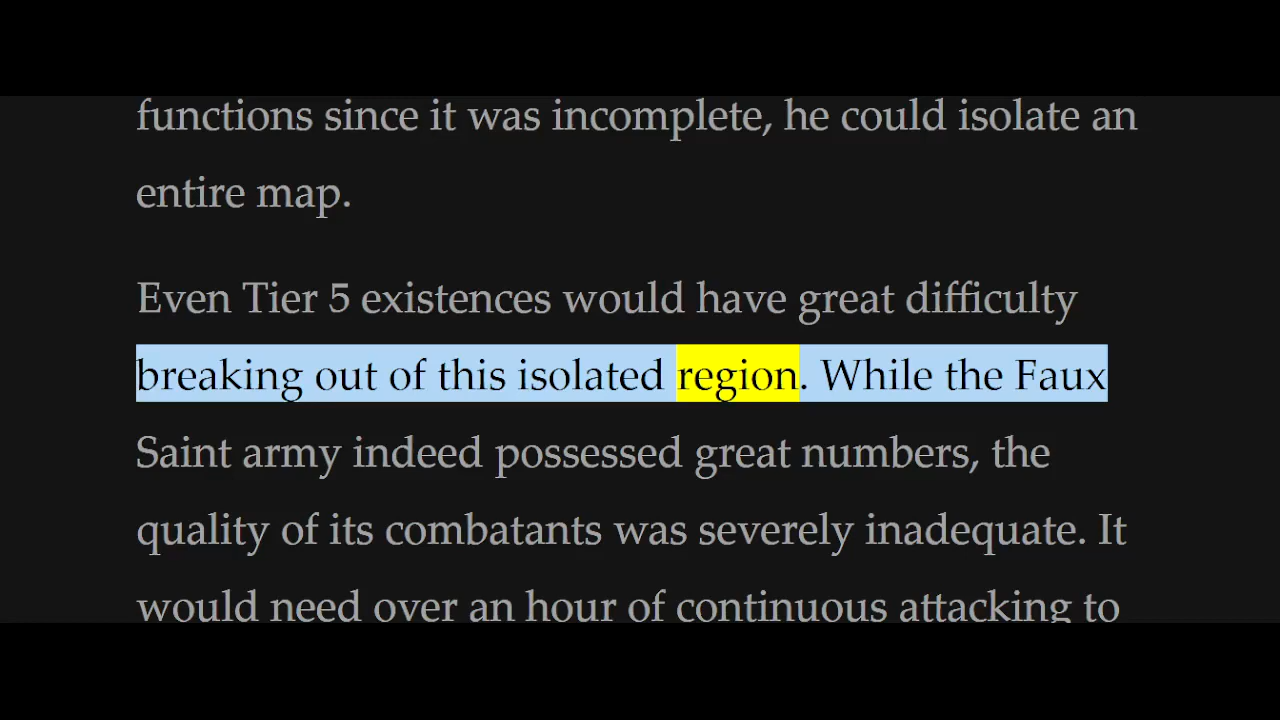 functions since it was incomplete, he could isolate an
entire map.
Even Tier 5 existences would have great difficulty
breaking out of this isolated region. While the Faux
Saint army indeed possessed great numbers, the
quality of its combatants was severely inadequate. It
would need over an hour of continuous attacking to